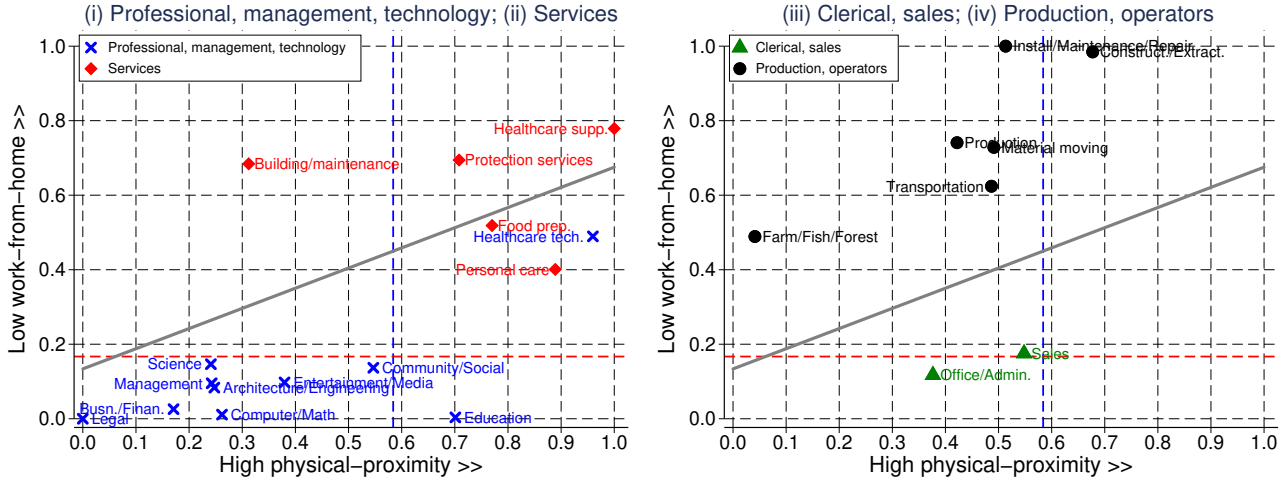 (i) Professional, management, technology; (ii) Services
Low work−from−home >>
1.0
0.8
0.6
0.4
0.2
0.0
Professional, management, technology
Services
Healthcare supp.
Building/maintenance
Protection services
Food prep.
Healthcare tech.
Personal care
Science
Community/Social
Management
Entertainment/Media
Architecture/Engineering
Busn./Finan.
Computer/Math
Education
Legal
0.0 0.1 0.2 0.3 0.4 0.5 0.6 0.7 0.8 0.9 1.0
High physical−proximity >>
(iii) Clerical, sales; (iv) Production, operators
Low work−from−home >>
1.0
0.8
0.6
0.4
0.2
0.0
Clerical, sales
Production, operators
Install/Maintenance/Repair
Construct./Extract.
Production
Material moving
Transportation
Farm/Fish/Forest
Sales
Office/Admin.
0.0 0.1 0.2 0.3 0.4 0.5 0.6 0.7 0.8 0.9 1.0
High physical−proximity >>